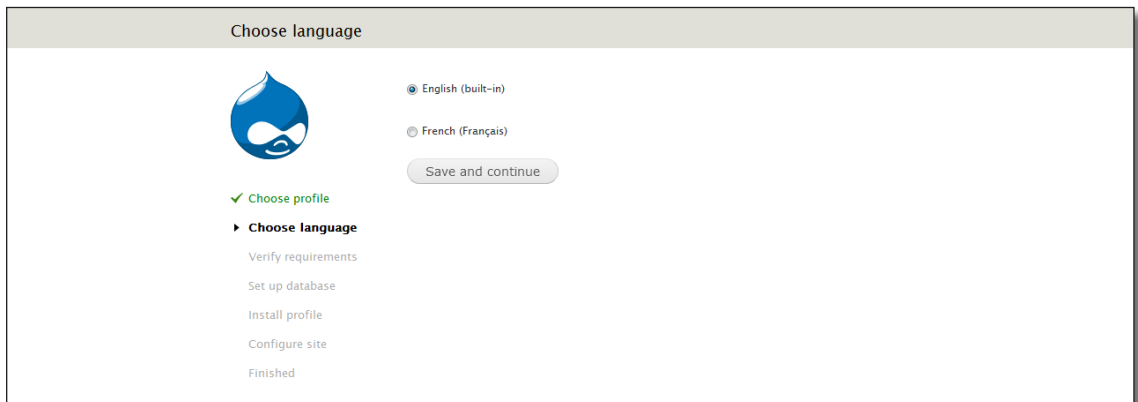 Choose language
English (built-in)
French (Français)
Save and continue
Choose profile
Choose language
Verify requirements
Set up database
Install profile
Configure site
Finished